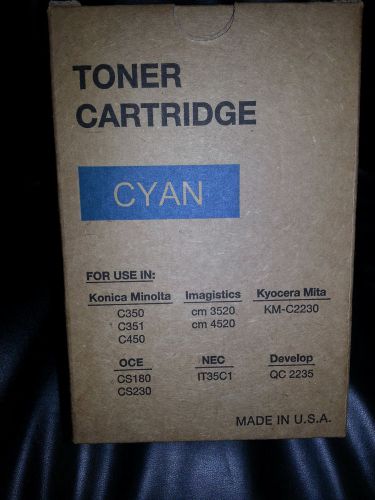 TONER
CARTRIDGE
CYAN
FOR USE IN:
Konica Minolta
C350
C351
C450
Imagistics
cm 3520
cm 4520
Kyocera Mita
KM-C2230
OCE
CS180
CS230
NEC
IT35C1
Develop
QC 2235
MADE IN U.S.A.